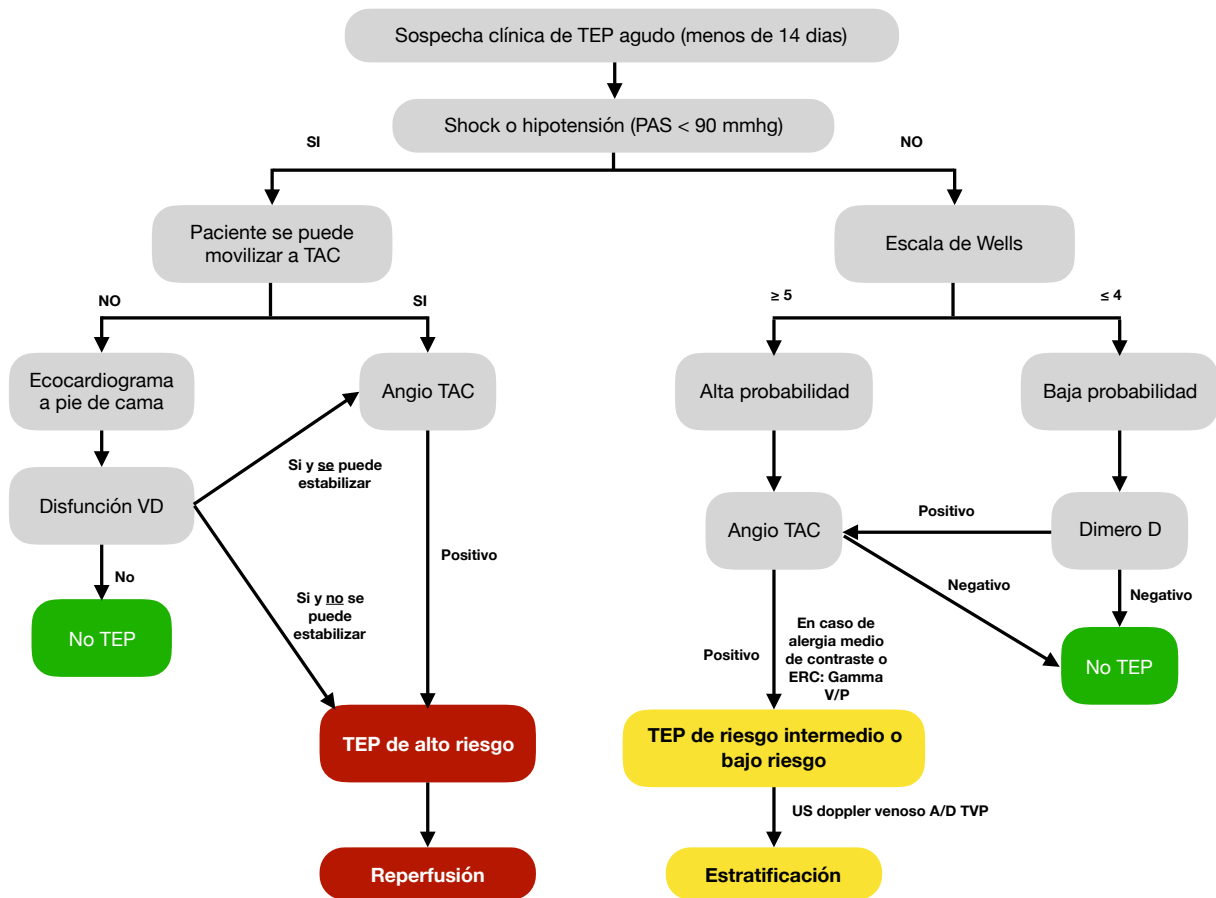 Sospecha clínica de TEP agudo (menos de 14 dias)
Shock o hipotensión (PAS < 90 mmhg)
SI
NO
Paciente se puede
movilizar a TAC
Escala de Wells
NO
SI
≥ 5
≤ 4
Ecocardiograma
a pie de cama
Angio TAC
Alta probabilidad
Baja probabilidad
Si y se puede
estabilizar
Disfunción VD
Angio TAC
Positivo
Dimero D
Positivo
No
Negativo
Negativo
Si y no se
puede
estabilizar
No TEP
Positivo
En caso de
alergia medio
de contraste o
ERC: Gamma
V/P
No TEP
TEP de alto riesgo
TEP de riesgo intermedio o
bajo riesgo
US doppler venoso A/D TVP
Reperfusión
Estratificación